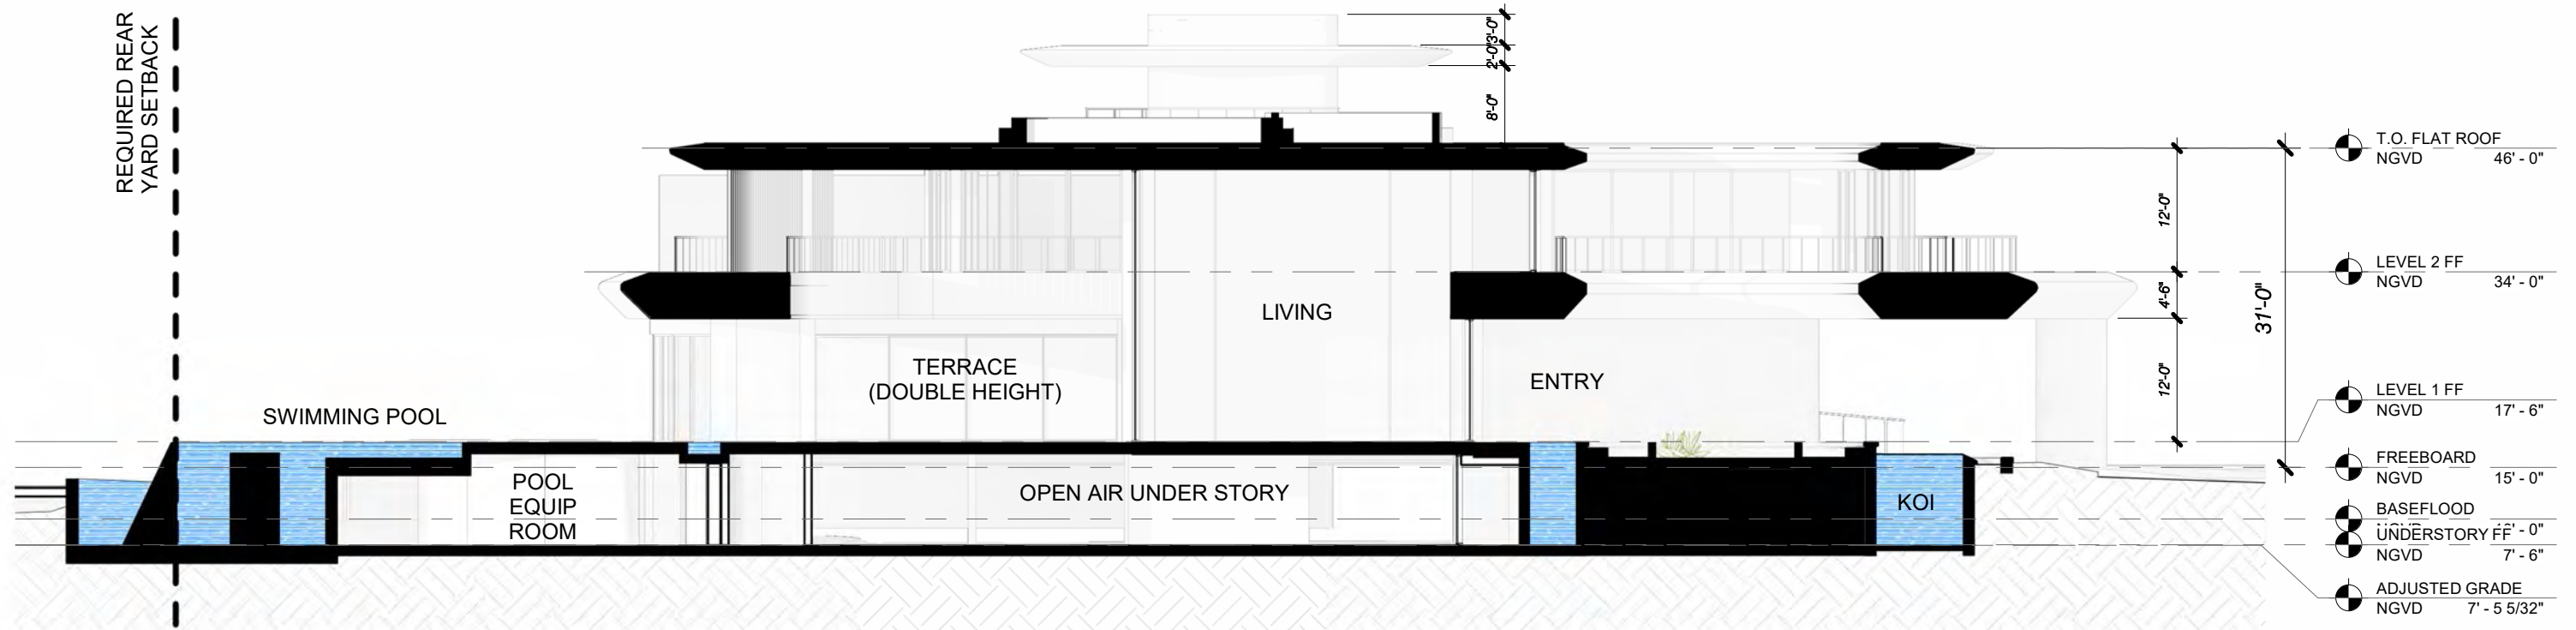 REQUIRED REAR
YARD SETBACK
3'-0"
2'-0"
8'-0"
T.O. FLAT ROOF
NGVD 46' - 0"
12'-0"
LEVEL 2 FF
NGVD 34' - 0"
4'-6"
31'-0"
LIVING
TERRACE
(DOUBLE HEIGHT)
ENTRY
12'-0"
LEVEL 1 FF
NGVD 17' - 6"
SWIMMING POOL
FREEBOARD
NGVD 15' - 0"
POOL
EQUIP
ROOM
OPEN AIR UNDER STORY
KOI
BASEFLOOD
UNDERSTORY FF
NGVD 7' - 6"
ADJUSTED GRADE
NGVD 7' - 5 5/32"